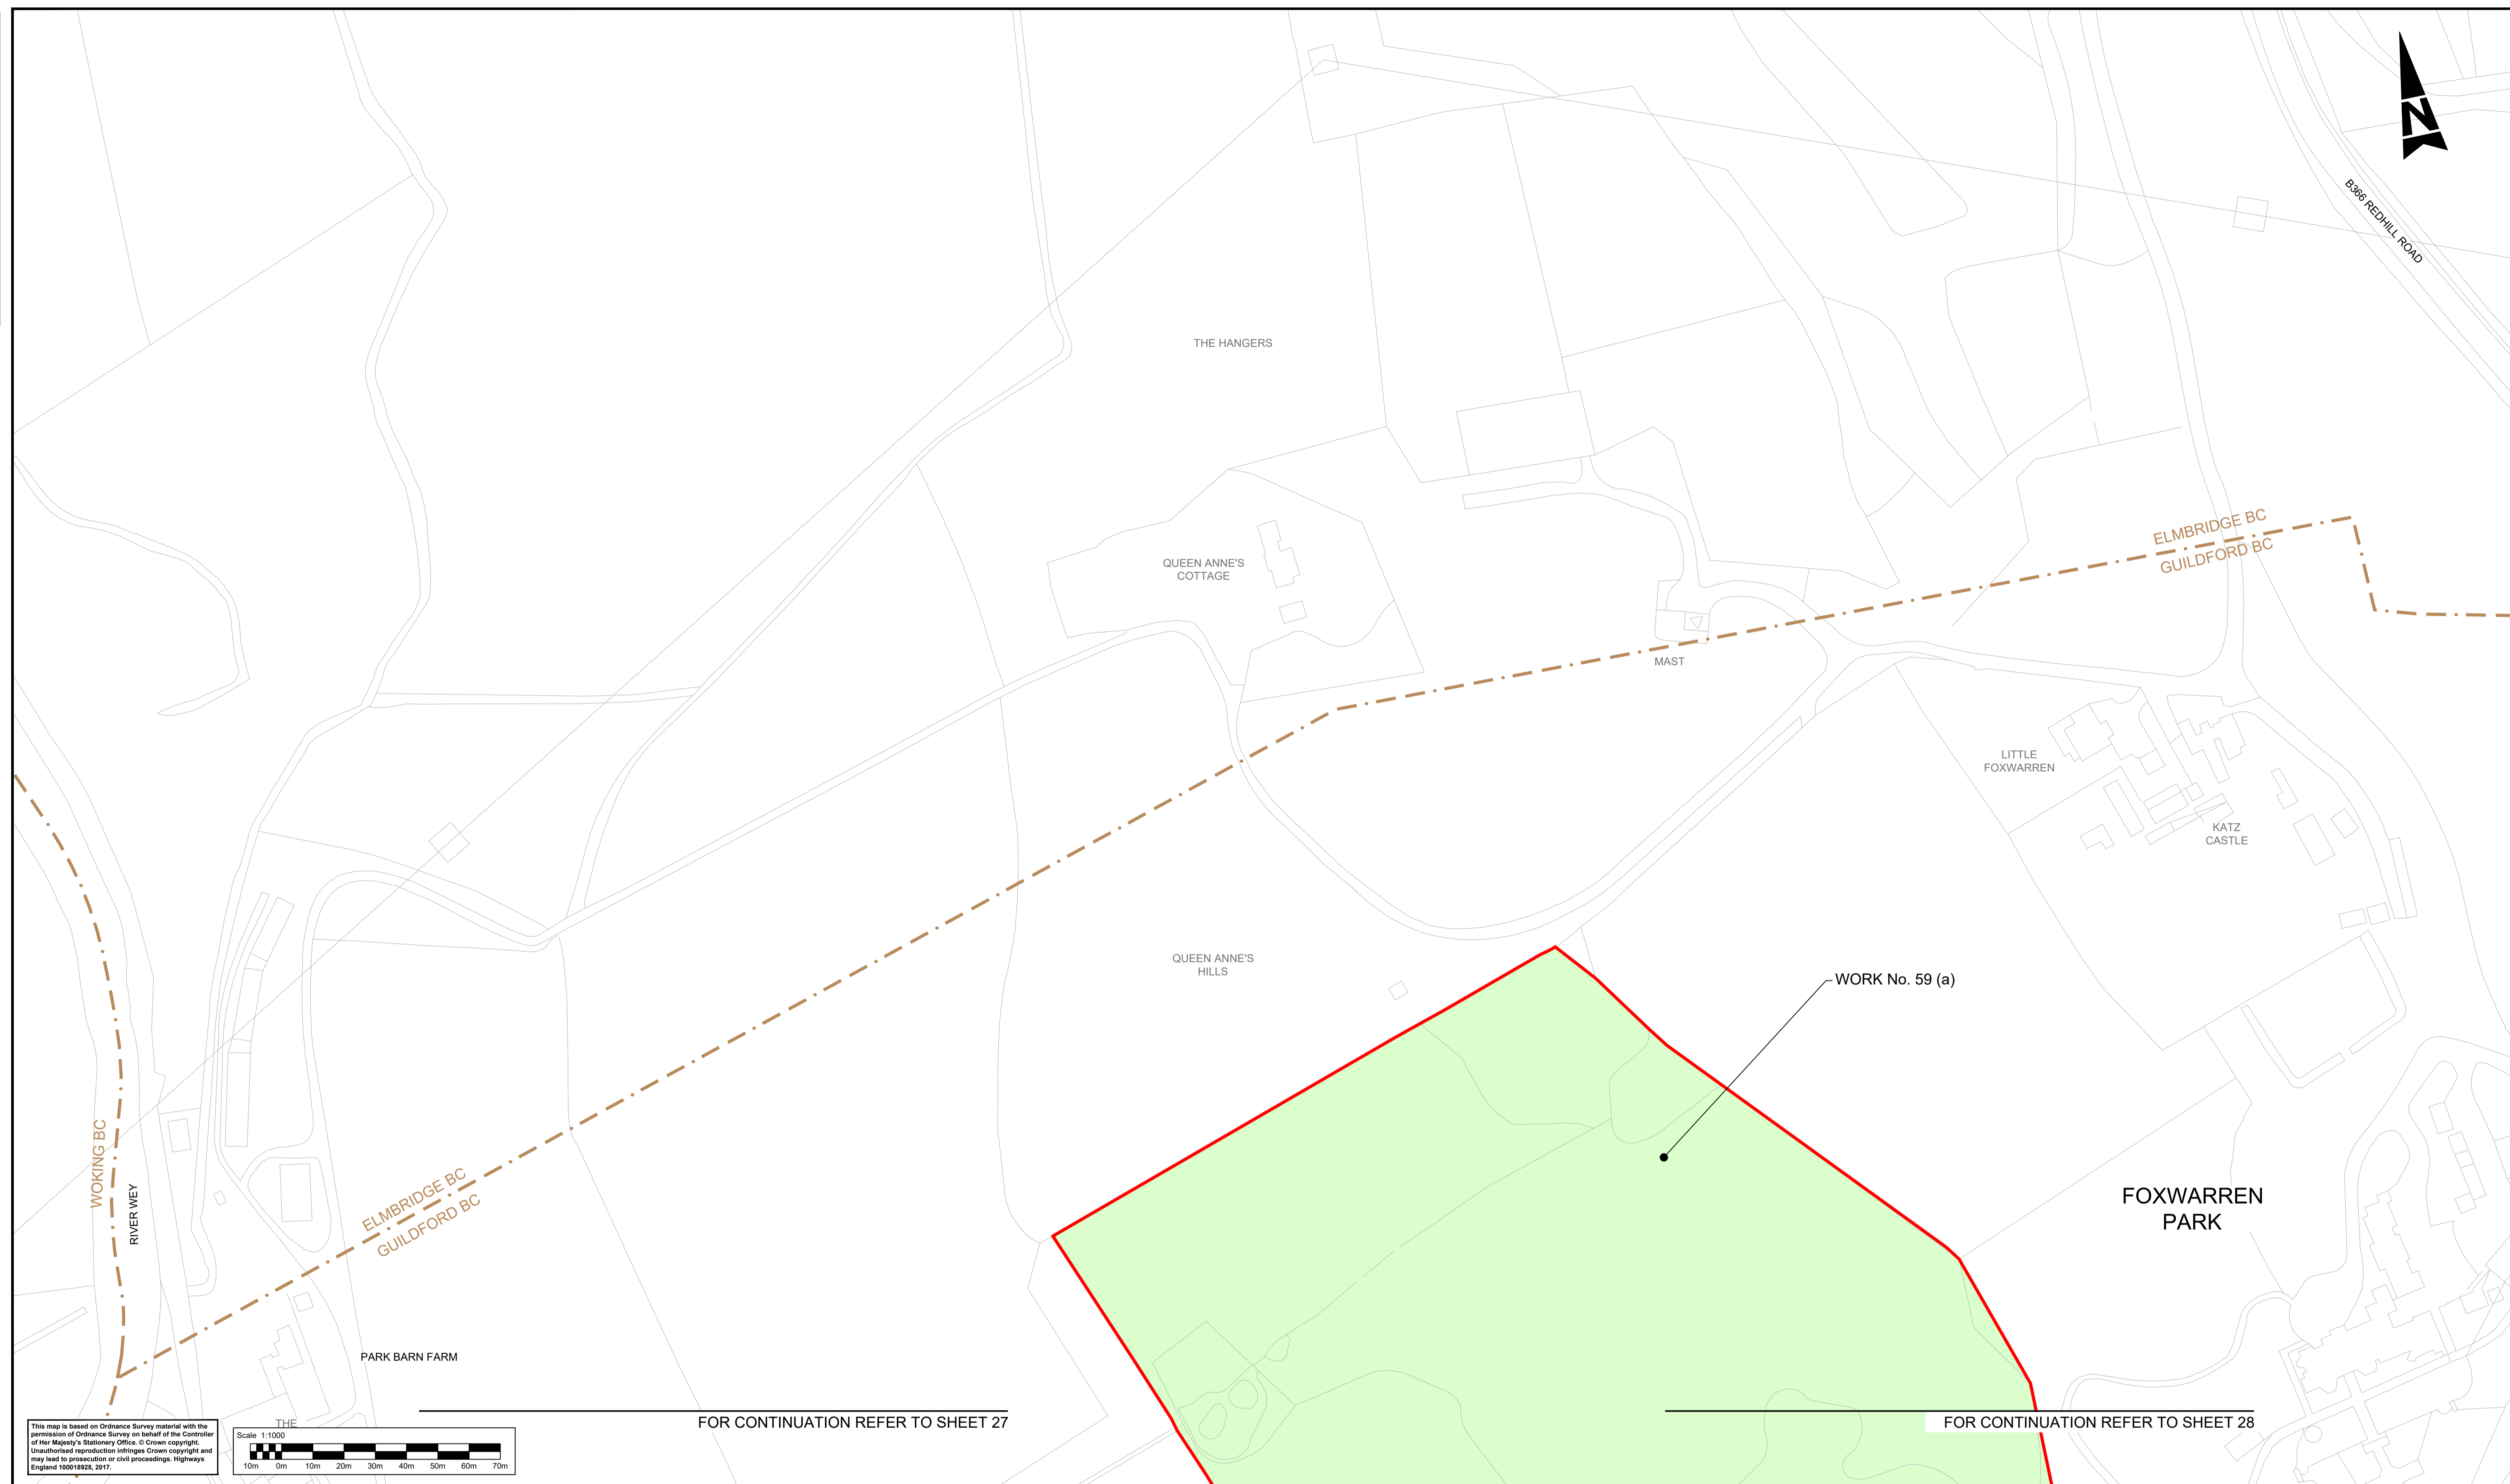 N
B366 REDHILL ROAD
THE HANGERS
ELMBRIDGE BC
GUILDFORD BC
QUEEN ANNE'S
COTTAGE
MAST
LITTLE
FOXWARREN
KATZ
CASTLE
QUEEN ANNE'S
HILLS
WORK No. 59 (a)
WOKING BC
RIVER WEY
ELMBRIDGE BC
GUILDFORD BC
FOXWARREN
PARK
PARK BARN FARM
THE
FOR CONTINUATION REFER TO SHEET 27
FOR CONTINUATION REFER TO SHEET 28
This map is based on Ordnance Survey material with the
permission of Ordnance Survey on behalf of the Controller
of Her Majesty's Stationery Office. © Crown copyright.
Unauthorised reproduction infringes Crown copyright and
may lead to prosecution or civil proceedings. Highways
England 100018928, 2017.
Scale 1:1000
10m 0m 10m 20m 30m 40m 50m 60m 70m